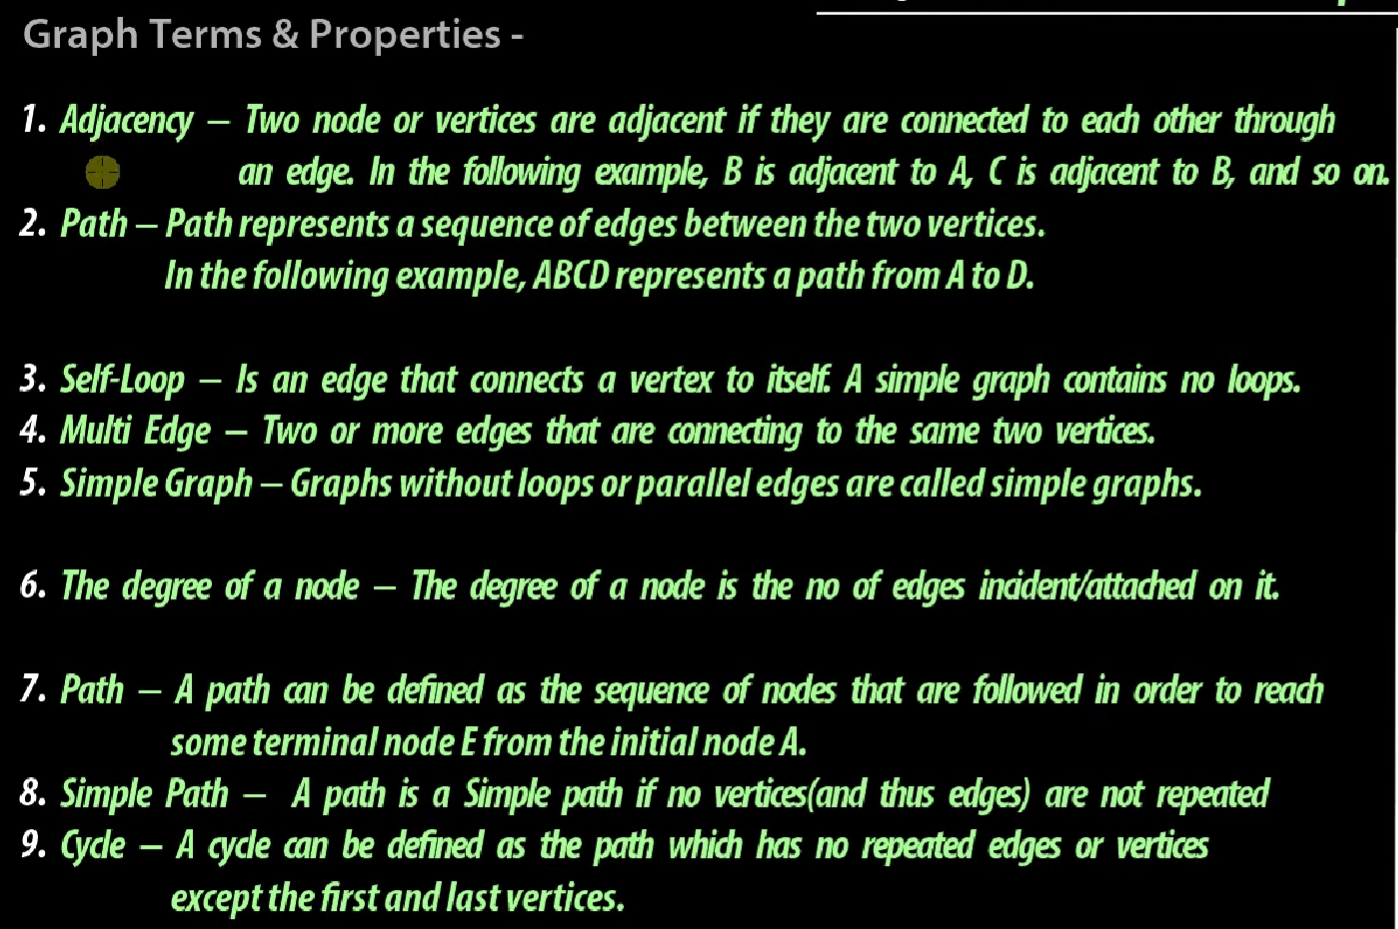 Graph Terms & Properties -
1. Adjacency – Two node or vertices are adjacent if they are connected to each other through
an edge. In the following example, B is adjacent to A, C is adjacent to B, and so on.
2. Path – Path represents a sequence of edges between the two vertices.
In the following example, ABCD represents a path from A to D.
3. Self-Loop – Is an edge that connects a vertex to itself. A simple graph contains no loops.
4. Multi Edge – Two or more edges that are connecting to the same two vertices.
5. Simple Graph – Graphs without loops or parallel edges are called simple graphs.
6. The degree of a node – The degree of a node is the no of edges incident/attached on it.
7. Path – A path can be defined as the sequence of nodes that are followed in order to reach
some terminal node E from the initial node A.
8. Simple Path – A path is a Simple path if no vertices(and thus edges) are not repeated
9. Cycle – A cycle can be defined as the path which has no repeated edges or vertices
except the first and last vertices.